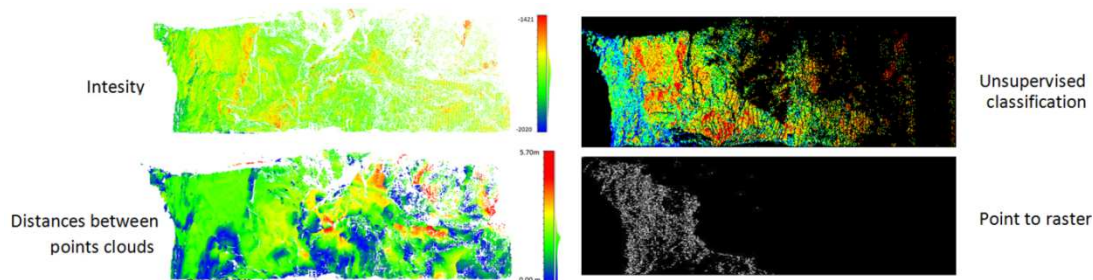 Intesity
-1421
-2020
Unsupervised
classification
Distances between
points clouds
5.70m
0.00 m
Point to raster